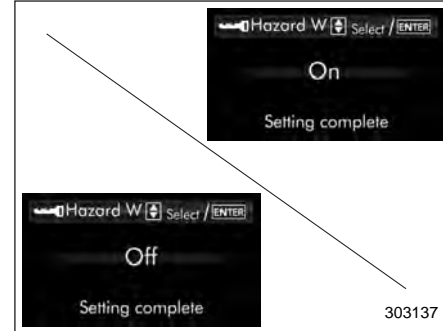 Hazard W Select / ENTER
On
Setting complete
Hazard W Select / ENTER
Off
Setting complete
303137